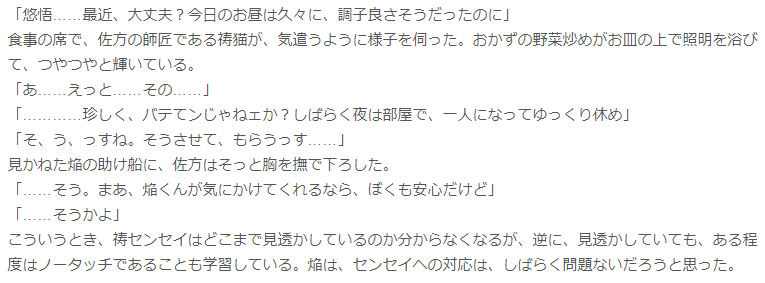 「悠悟……最近、大丈夫？今日のお昼は久々に、調子良さそうだったのに」
食事の席で、佐方の師匠である祷猫が、気遣うように様子を伺った。おかずの野菜炒めがお皿の上で照明を浴び
て、つやつやと輝いている。
「あ……えっと……その……」
「…………珍しく、バテてンじゃねェか？しばらく夜は部屋で、一人になってゆっくり休め」
「そ、う、っすね。そうさせて、もらうっす……」
見かねた焔の助け船に、佐方はそっと胸を撫で下ろした。
「……そう。まあ、焔くんが気にかけてくれるなら、ぼくも安心だけど」
「……そうかよ」
こういうとき、祷センセイはどこまで見透かしているのか分からなくなるが、逆に、見透かしていても、ある程
度はノータッチであることも学習している。焔は、センセイへの対応は、しばらく問題ないだろうと思った。